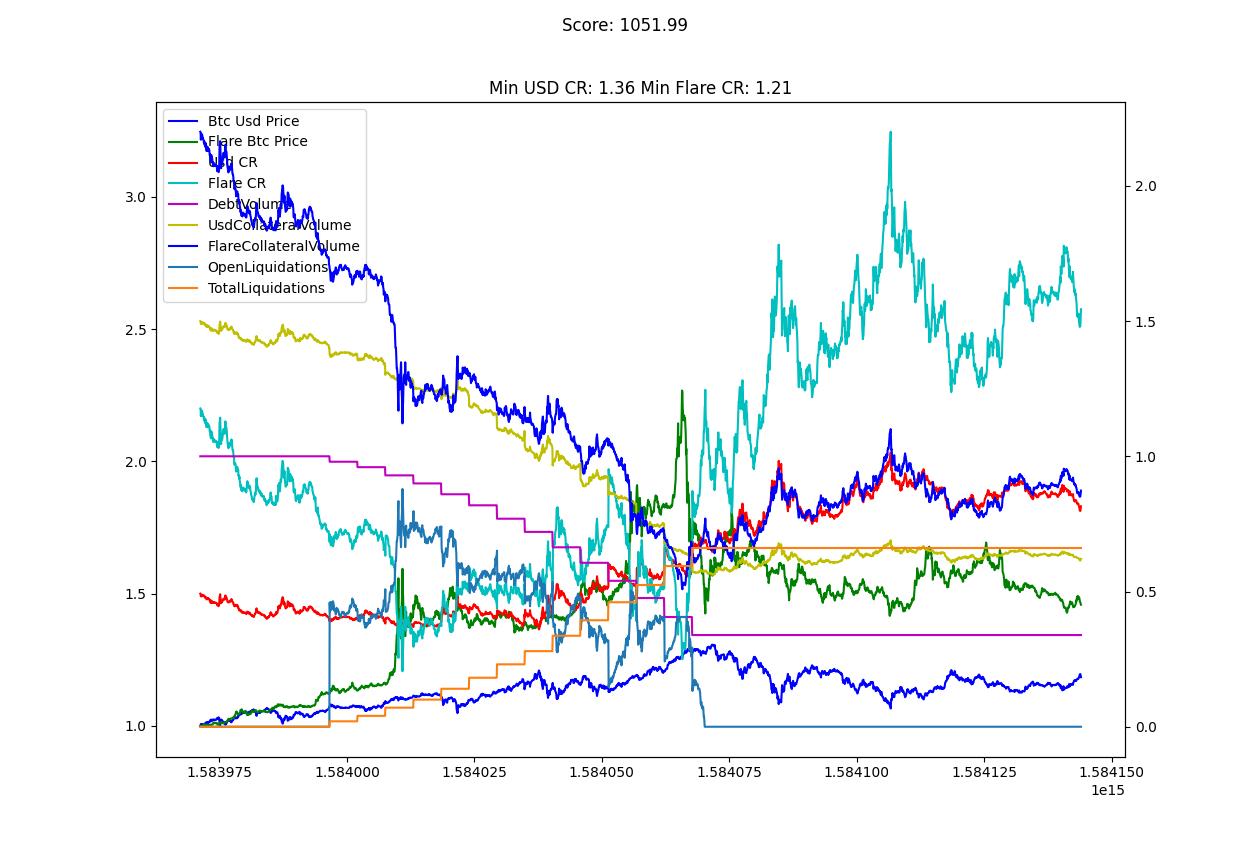 Score: 1051.99
Min USD CR: 1.36 Min Flare CR: 1.21
Btc Usd Price
Flare Btc Price
Usd CR
Flare CR
DebtVolume
UsdCollateralVolume
FlareCollateralVolume
OpenLiquidations
TotalLiquidations
3.0
2.5
2.0
1.5
1.0
2.0
1.5
1.0
0.5
0.0
1.583975 1.584000 1.584025 1.584050 1.584075 1.584100 1.584125 1.584150
1e15